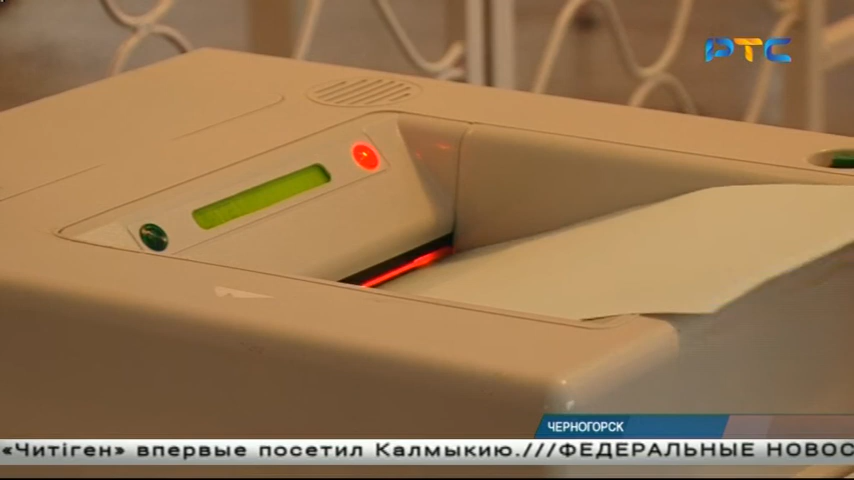 РТС
ЧЕРНОГОРСК
«Читiген» впервые посетил Калмыкию.///ФЕДЕРАЛЬНЫЕ НОВОС